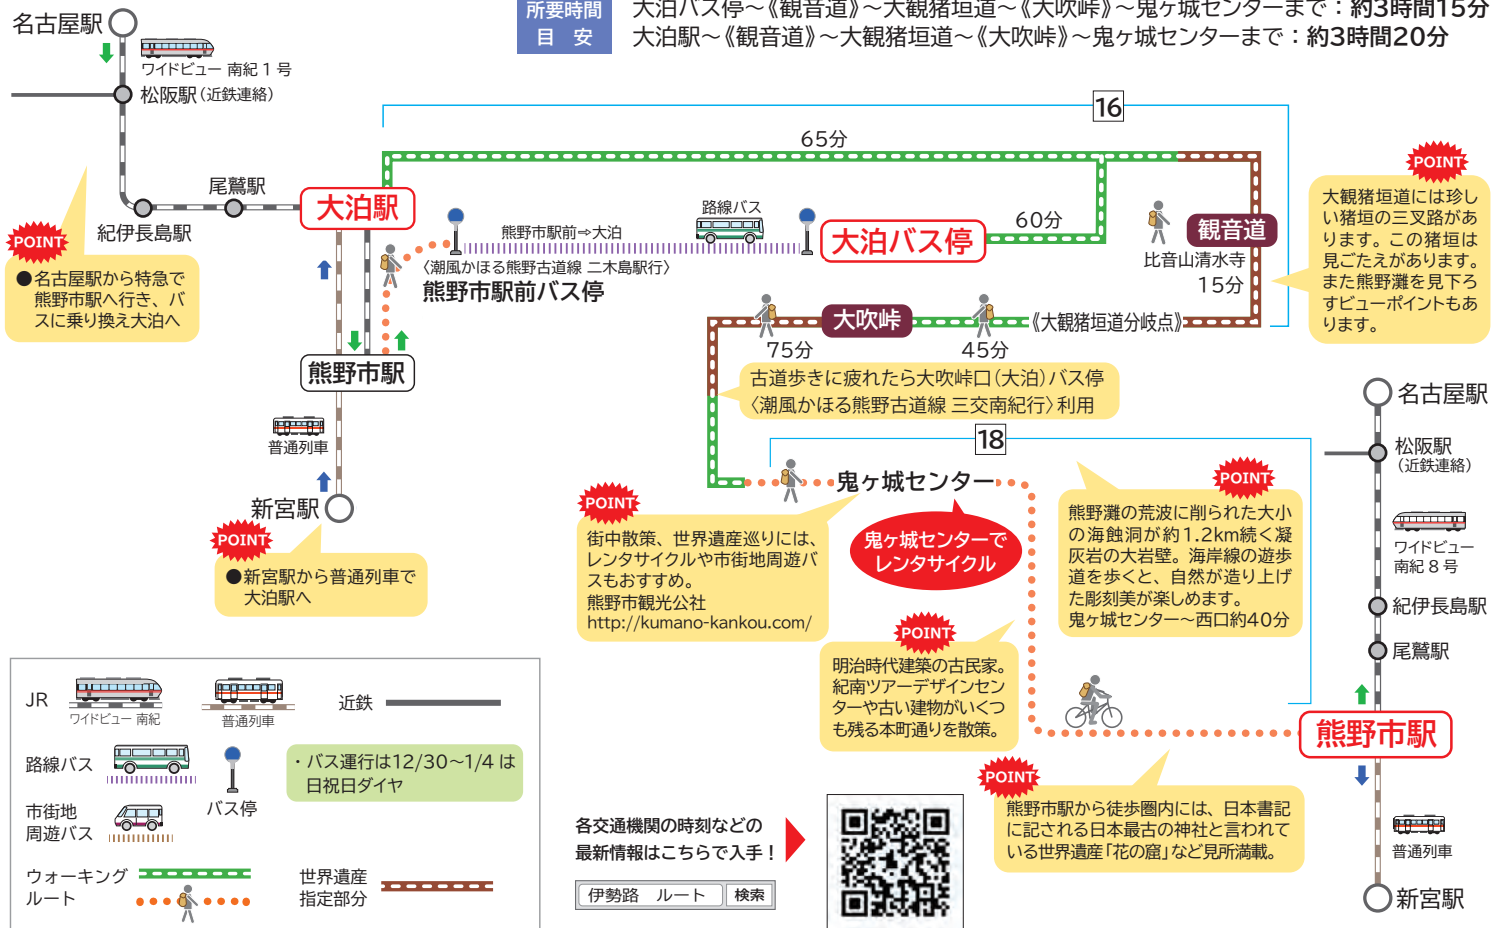 所要時間
目 安
大泊バス停～《観音道》～大観猪垣道～《大吹峠》～鬼ヶ城センターまで：約3時間15分
大泊駅～《観音道》～大観猪垣道～《大吹峠》～鬼ヶ城センターまで：約3時間20分
名古屋駅
ワイドビュー 南紀 1 号
松阪駅（近鉄連絡）
尾鷲駅
紀伊長島駅
大泊駅
POINT
●名古屋駅から特急で
熊野市駅へ行き、バ
スに乗り換え大泊へ
熊野市駅前⇒大泊
路線バス
〈潮風かほる熊野古道線 二木島駅行〉
熊野市駅前バス停
大泊バス停
熊野市駅
普通列車
新宮駅
POINT
●新宮駅から普通列車で
大泊駅へ
16
65分
60分
観音道
比音山清水寺
15分
POINT
大観猪垣道には珍し
い猪垣の三叉路があ
ります。この猪垣は
見ごたえがあります。
また熊野灘を見下ろ
すビューポイントもあ
ります。
大吹峠
《大観猪垣道分岐点》
75分
45分
古道歩きに疲れたら大吹峠口（大泊）バス停
〈潮風かほる熊野古道線 三交南紀行〉利用
18
鬼ヶ城センター
POINT
街中散策、世界遺産巡りには、
レンタサイクルや市街地周遊バ
スもおすすめ。
熊野市観光公社
http://kumano-kankou.com/
鬼ヶ城センターで
レンタサイクル
POINT
熊野灘の荒波に削られた大小
の海蝕洞が約1.2km続く凝
灰岩の大岩壁。海岸線の遊歩
道を歩くと、自然が造り上げ
た彫刻美が楽しめます。
鬼ヶ城センター～西口約40分
POINT
明治時代建築の古民家。
紀南ツアーデザインセン
ターや古い建物がいくつ
も残る本町通りを散策。
名古屋駅
松阪駅
（近鉄連絡）
ワイドビュー
南紀 8 号
紀伊長島駅
尾鷲駅
熊野市駅
普通列車
新宮駅
POINT
熊野市駅から徒歩圏内には、日本書記
に記される日本最古の神社と言われて
いる世界遺産「花の窟」など見所満載。
JR
ワイドビュー 南紀
普通列車
近鉄
路線バス
バス停
・バス運行は12/30～1/4 は
日祝日ダイヤ
市街地
周遊バス
ウォーキング
ルート
世界遺産
指定部分
各交通機関の時刻などの
最新情報はこちらで入手！
伊勢路 ルート 検索